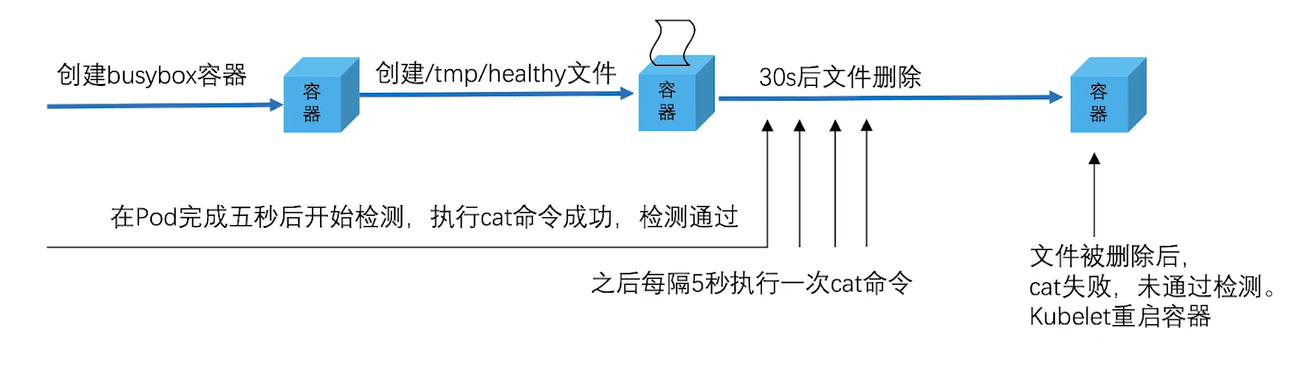 创建busybox容器
容
器
创建/tmp/healthy文件
容
器
30s后文件删除
容
器
在Pod完成五秒后开始检测，执行cat命令成功，检测通过
之后每隔5秒执行一次cat命令
文件被删除后，
cat失败，未通过检测。
Kubelet重启容器